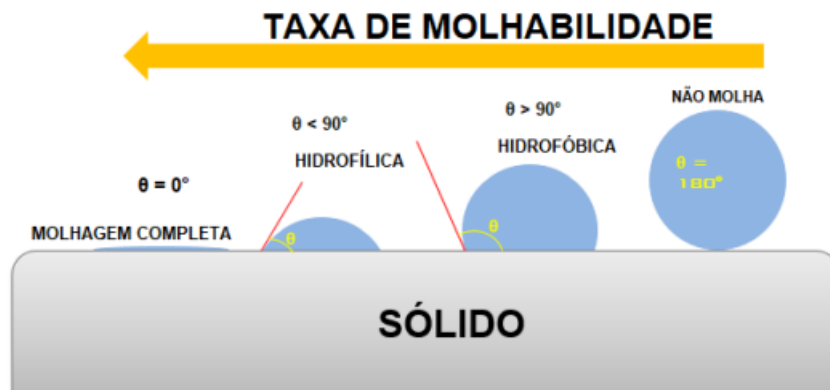 TAXA DE MOLHABILIDADE
θ = 0°
MOLHAGEM COMPLETA
θ < 90°
HIDROFÍLICA
θ
θ > 90°
HIDROFÓBICA
θ
NÃO MOLHA
θ =
180°
SÓLIDO